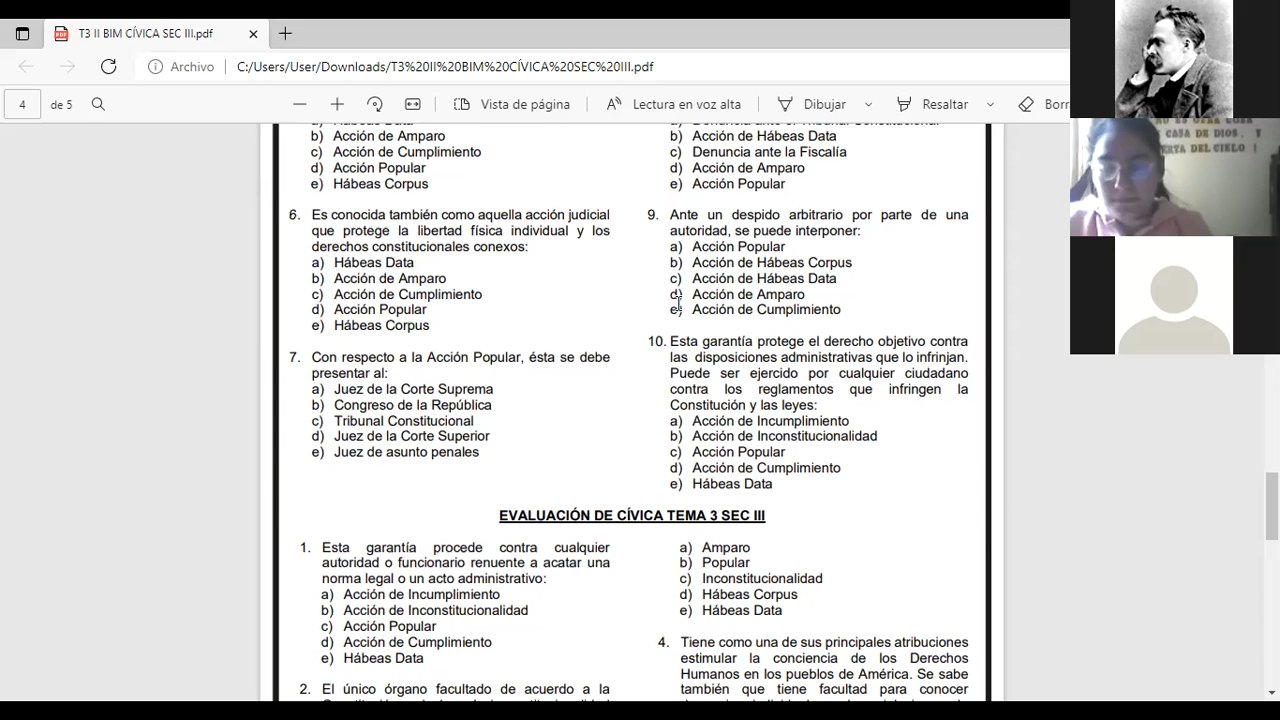 T3 II BIM CÍVICA SEC III.pdf
Archivo
C:/Users/User/Downloads/T3%20II%20BIM%20CÍVICA%20SEC%20III.pdf
4 de 5
Vista de página
Lectura en voz alta
Dibujar
Resaltar
Borr
b) Acción de Amparo
c) Acción de Cumplimiento
d) Acción Popular
e) Hábeas Corpus
6. Es conocida también como aquella acción judicial
que protege la libertad física individual y los
derechos constitucionales conexos:
a) Hábeas Data
b) Acción de Amparo
c) Acción de Cumplimiento
d) Acción Popular
e) Hábeas Corpus
7. Con respecto a la Acción Popular, ésta se debe
presentar al:
a) Juez de la Corte Suprema
b) Congreso de la República
c) Tribunal Constitucional
d) Juez de la Corte Superior
e) Juez de asunto penales
b) Acción de Hábeas Data
c) Denuncia ante la Fiscalía
d) Acción de Amparo
e) Acción Popular
9. Ante un despido arbitrario por parte de una
autoridad, se puede interponer:
a) Acción Popular
b) Acción de Hábeas Corpus
c) Acción de Hábeas Data
d) Acción de Amparo
e) Acción de Cumplimiento
10. Esta garantía protege el derecho objetivo contra
las disposiciones administrativas que lo infrinjan.
Puede ser ejercido por cualquier ciudadano
contra los reglamentos que infringen la
Constitución y las leyes:
a) Acción de Incumplimiento
b) Acción de Inconstitucionalidad
c) Acción Popular
d) Acción de Cumplimiento
e) Hábeas Data
EVALUACIÓN DE CÍVICA TEMA 3 SEC III
1. Esta garantía procede contra cualquier
autoridad o funcionario renuente a acatar una
norma legal o un acto administrativo:
a) Acción de Incumplimiento
b) Acción de Inconstitucionalidad
c) Acción Popular
d) Acción de Cumplimiento
e) Hábeas Data
2. El único órgano facultado de acuerdo a la
a) Amparo
b) Popular
c) Inconstitucionalidad
d) Hábeas Corpus
e) Hábeas Data
4. Tiene como una de sus principales atribuciones
estimular la conciencia de los Derechos
Humanos en los pueblos de América. Se sabe
también que tiene facultad para conocer
CASA DE DIOS, Y
DEL CIELO